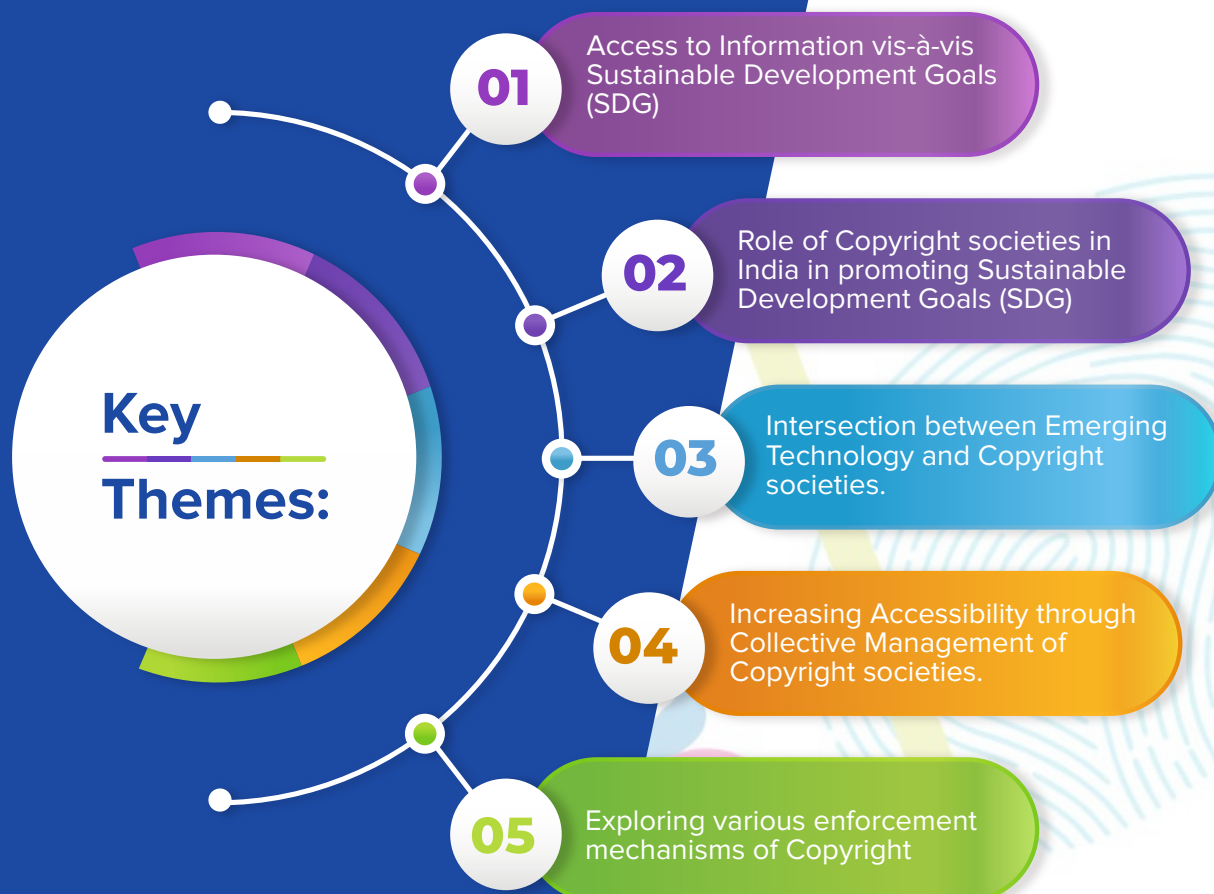 Key
Themes:
01
Access to Information vis-à-vis
Sustainable Development Goals
(SDG)
02
Role of Copyright societies in
India in promoting Sustainable
Development Goals (SDG)
03
Intersection between Emerging
Technology and Copyright
societies.
04
Increasing Accessibility through
Collective Management of
Copyright societies.
05
Exploring various enforcement
mechanisms of Copyright